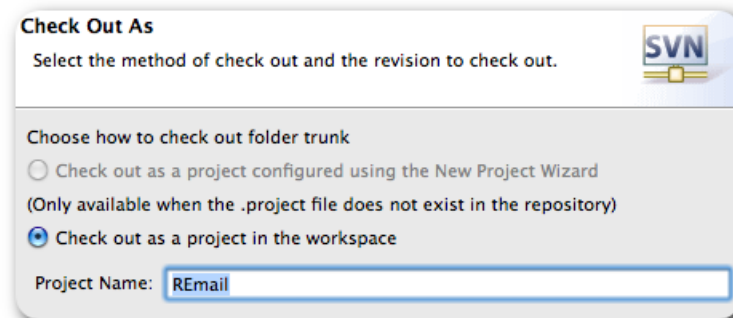 Check Out As
Select the method of check out and the revision to check out.
SVN
Choose how to check out folder trunk
Check out as a project configured using the New Project Wizard
(Only available when the .project file does not exist in the repository)
Check out as a project in the workspace
Project Name: REmail